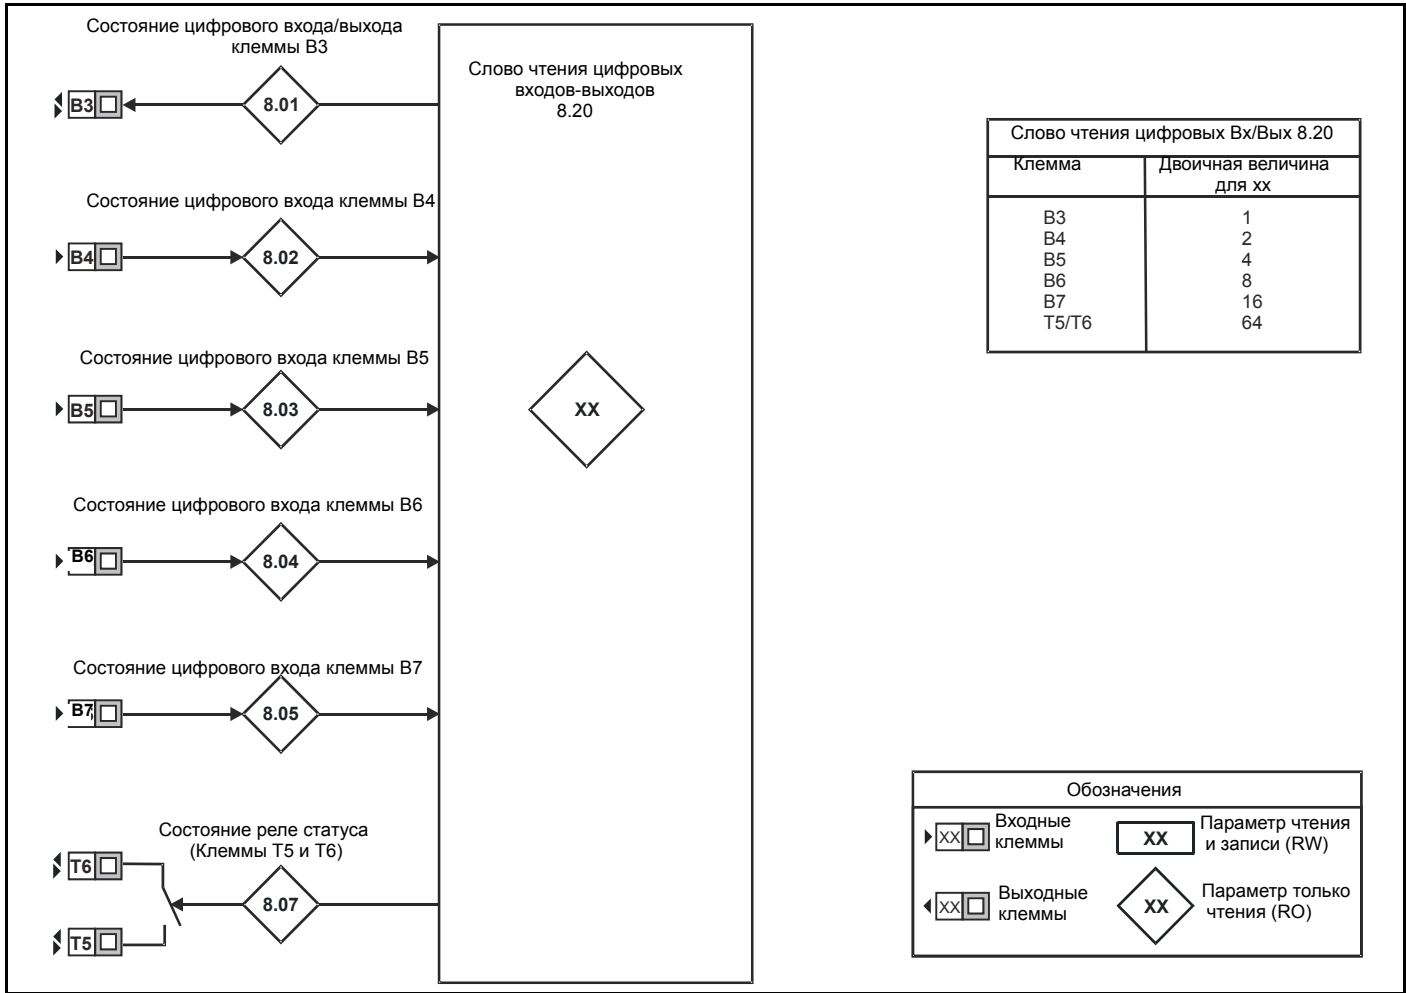 Состояние цифрового входа/выхода
клеммы B3
B3
8.01
Состояние цифрового входа клеммы B4
B4
8.02
Состояние цифрового входа клеммы B5
B5
8.03
Состояние цифрового входа клеммы B6
B6
8.04
Состояние цифрового входа клеммы B7
B7
8.05
Состояние реле статуса
(Клеммы T5 и T6)
T6
8.07
T5
Слово чтения цифровых
входов-выходов
8.20
XX
Слово чтения цифровых Вх/Вых 8.20
Клемма Двоичная величина
для xx
B3 1
B4 2
B5 4
B6 8
B7 16
T5/T6 64
Обозначения
XX Входные
клеммы
XX Параметр чтения
и записи (RW)
XX Выходные
клеммы
XX Параметр только
чтения (RO)